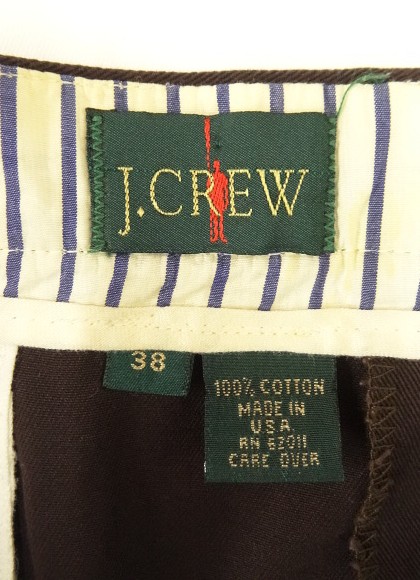 J.CREW
38
100% COTTON
MADE IN
U.S.A.
RN 62011
CARE OVER